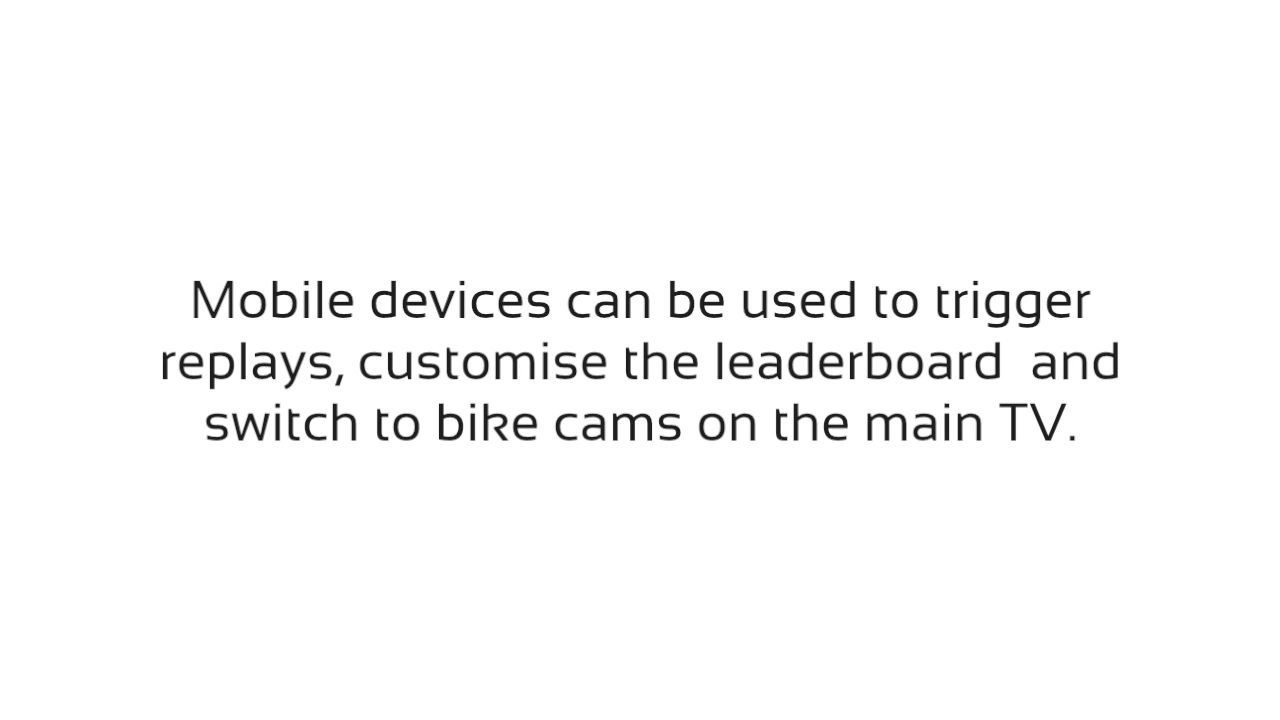 Mobile devices can be used to trigger
replays, customise the leaderboard  and
switch to bike cams on the main TV.